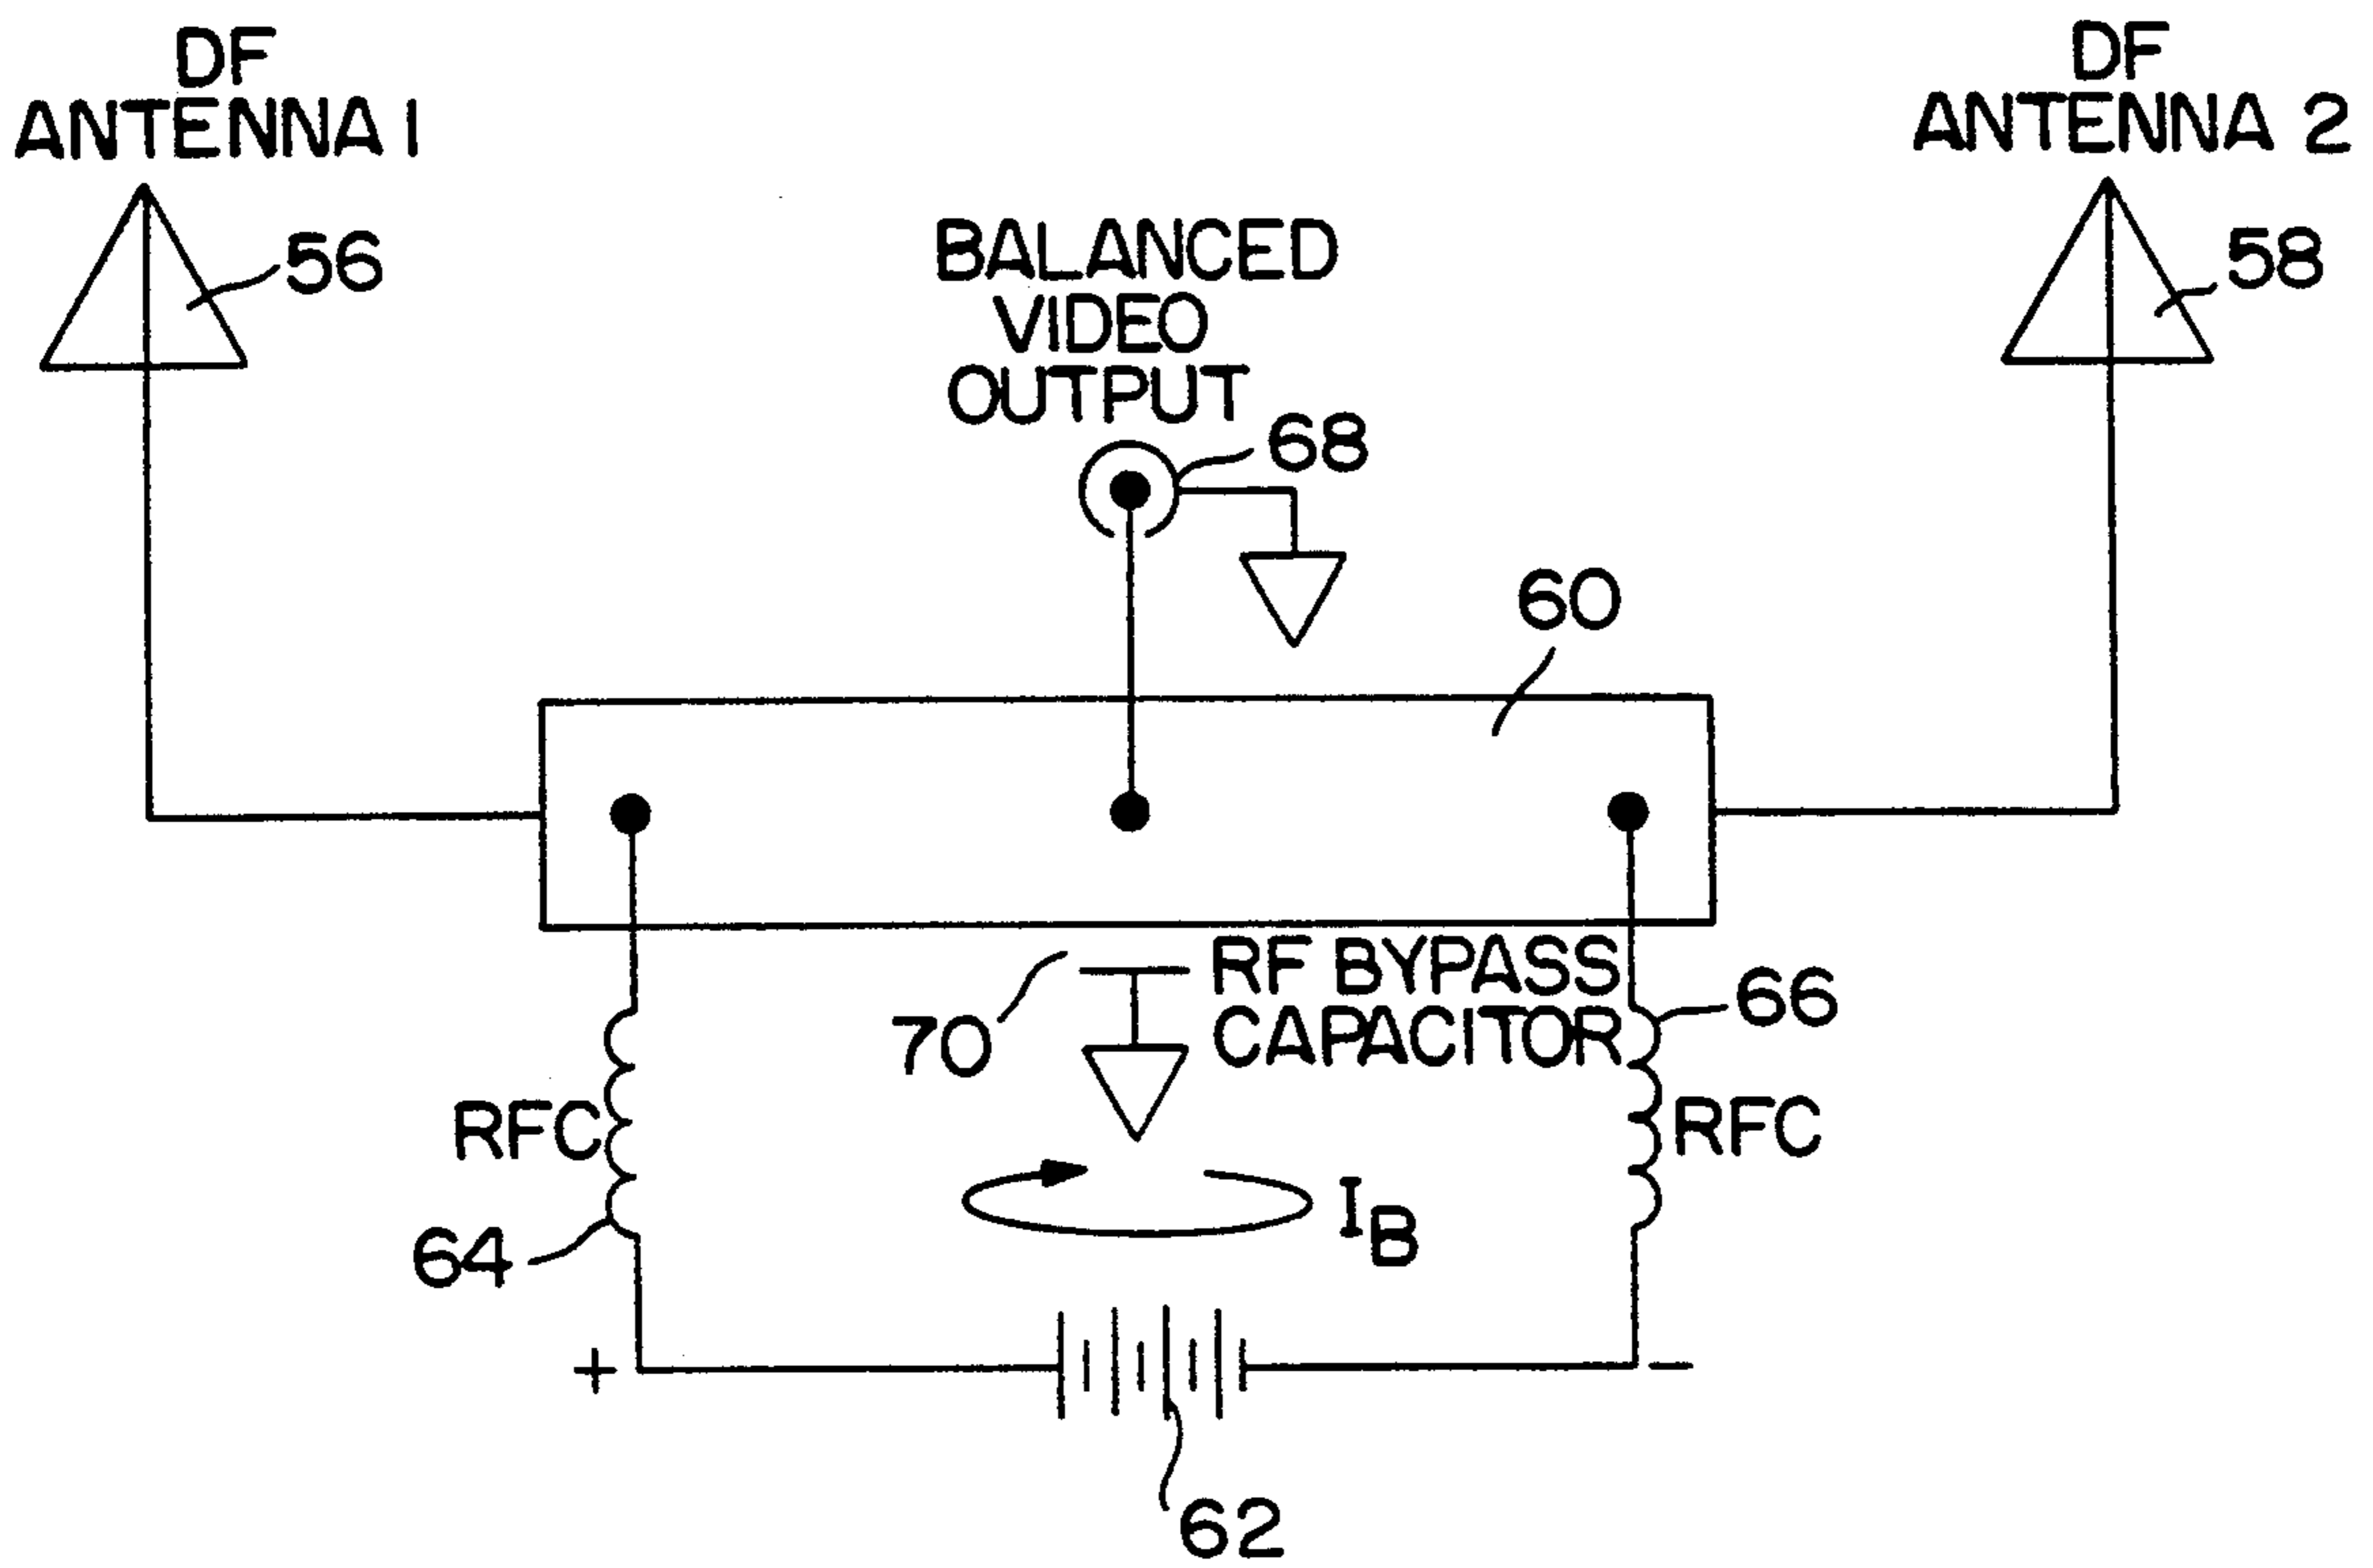 DF
ANTENNA 1
DF
ANTENNA 2
56
58
BALANCED
VIDEO
OUTPUT
68
60
RF BYPASS
CAPACITOR
70
66
RFC
RFC
64
IB
+
−
62